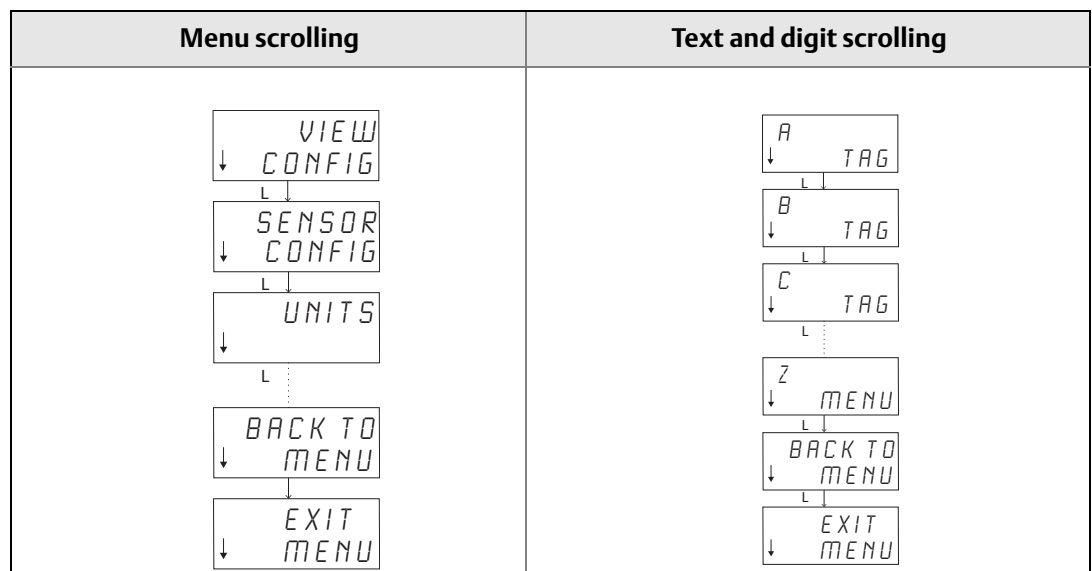 Menu scrolling
Text and digit scrolling
VIEW
↓ CONFIG
L
SENSOR
↓ CONFIG
L
UNITS
↓
L
BACK TO
↓ MENU
EXIT
↓ MENU
A
↓ TAG
L
B
↓ TAG
L
C
↓ TAG
L
Z
↓ MENU
L
BACK TO
↓ MENU
L
EXIT
↓ MENU